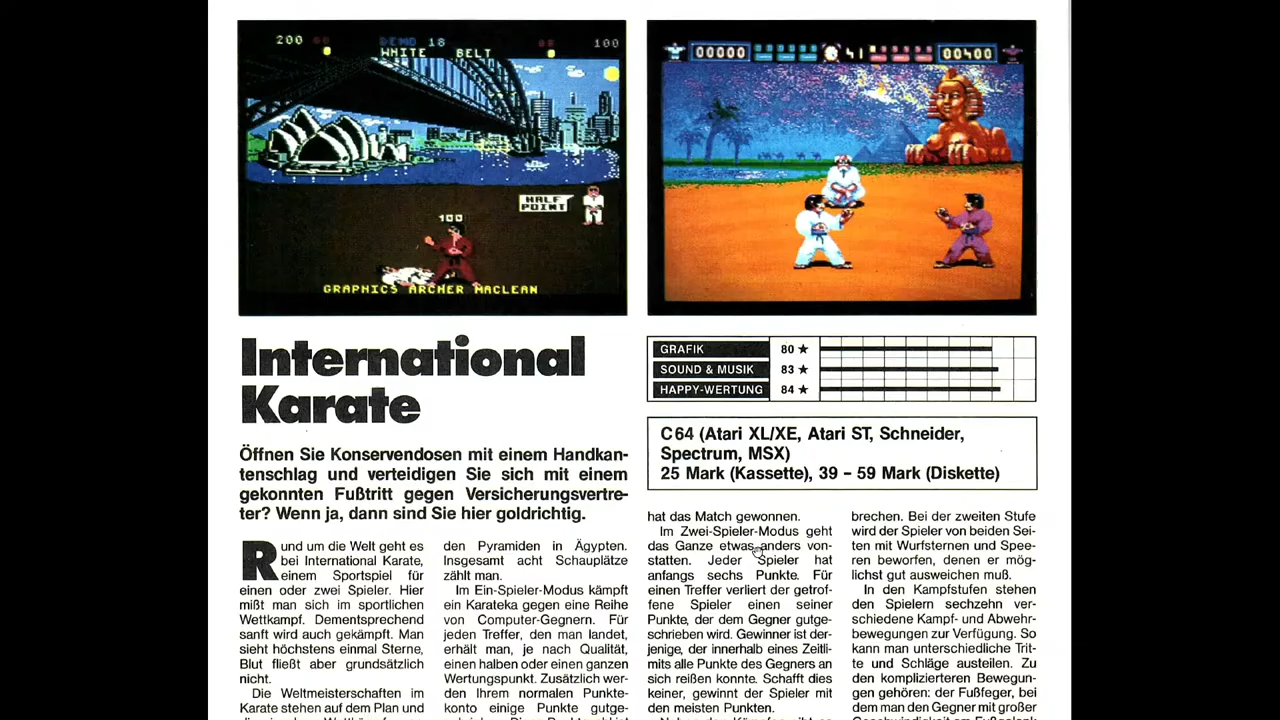 200
DEMO 18
100
WHITE BELT
HALF
POINT
100
GRAPHICS ARCHER MACLEAN
00000
41
00400
International
Karate
Öffnen Sie Konservendosen mit einem Handkan-
tenschlag und verteidigen Sie sich mit einem
gekonnten Fußtritt gegen Versicherungsvertre-
ter? Wenn ja, dann sind Sie hier goldrichtig.
GRAFIK 80 ★
SOUND & MUSIK 83 ★
HAPPY-WERTUNG 84 ★
C 64 (Atari XL/XE, Atari ST, Schneider,
Spectrum, MSX)
25 Mark (Kassette), 39 – 59 Mark (Diskette)
Rund um die Welt geht es
bei International Karate,
einem Sportspiel für
einen oder zwei Spieler. Hier
mißt man sich im sportlichen
Wettkampf. Dementsprechend
sanft wird auch gekämpft. Man
sieht höchstens einmal Sterne,
Blut fließt aber grundsätzlich
nicht.
Die Weltmeisterschaften im
Karate stehen auf dem Plan und
den Pyramiden in Ägypten.
Insgesamt acht Schauplätze
zählt man.
Im Ein-Spieler-Modus kämpft
ein Karateka gegen eine Reihe
von Computer-Gegnern. Für
jeden Treffer, den man landet,
erhält man, je nach Qualität,
einen halben oder einen ganzen
Wertungspunkt. Zusätzlich wer-
den Ihrem normalen Punkte-
konto einige Punkte gutge-
hat das Match gewonnen.
Im Zwei-Spieler-Modus geht
das Ganze etwas anders von-
statten. Jeder Spieler hat
anfangs sechs Punkte. Für
einen Treffer verliert der getrof-
fene Spieler einen seiner
Punkte, der dem Gegner gutge-
schrieben wird. Gewinner ist der-
jenige, der innerhalb eines Zeitli-
mits alle Punkte des Gegners an
sich reißen konnte. Schafft dies
keiner, gewinnt der Spieler mit
den meisten Punkten.
brechen. Bei der zweiten Stufe
wird der Spieler von beiden Sei-
ten mit Wurfsternen und Spee-
ren beworfen, denen er mög-
lichst gut ausweichen muß.
In den Kampfstufen stehen
den Spielern sechzehn ver-
schiedene Kampf- und Abwehr-
bewegungen zur Verfügung. So
kann man unterschiedliche Trit-
te und Schläge austeilen. Zu
den komplizierteren Bewegun-
gen gehören: der Fußfeger, bei
dem man den Gegner mit großer